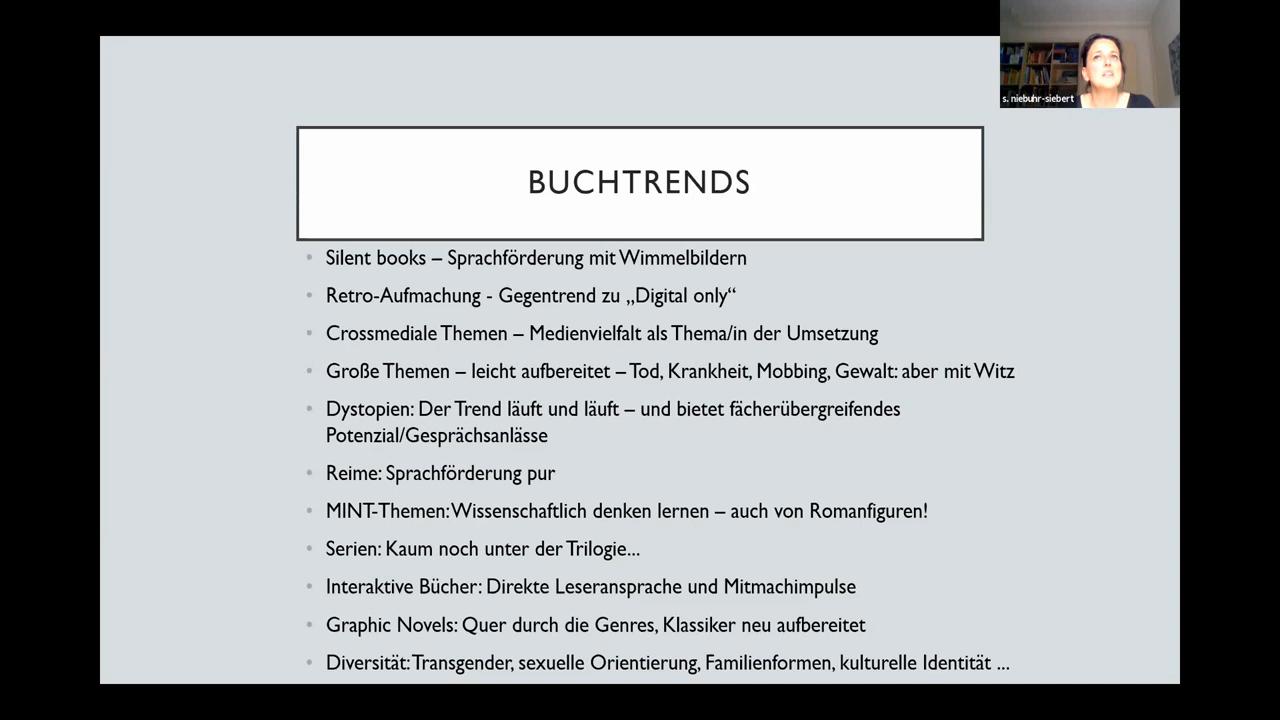 s. niebuhr-siebert
BUCHTRENDS
• Silent books – Sprachförderung mit Wimmelbildern
• Retro-Aufmachung - Gegentrend zu „Digital only“
• Crossmediale Themen – Medienvielfalt als Thema/in der Umsetzung
• Große Themen – leicht aufbereitet – Tod, Krankheit, Mobbing, Gewalt: aber mit Witz
• Dystopien: Der Trend läuft und läuft – und bietet fächerübergreifendes
Potenzial/Gesprächsanlässe
• Reime: Sprachförderung pur
• MINT-Themen: Wissenschaftlich denken lernen – auch von Romanfiguren!
• Serien: Kaum noch unter der Trilogie...
• Interaktive Bücher: Direkte Leseransprache und Mitmachimpulse
• Graphic Novels: Quer durch die Genres, Klassiker neu aufbereitet
• Diversität: Transgender, sexuelle Orientierung, Familienformen, kulturelle Identität ...